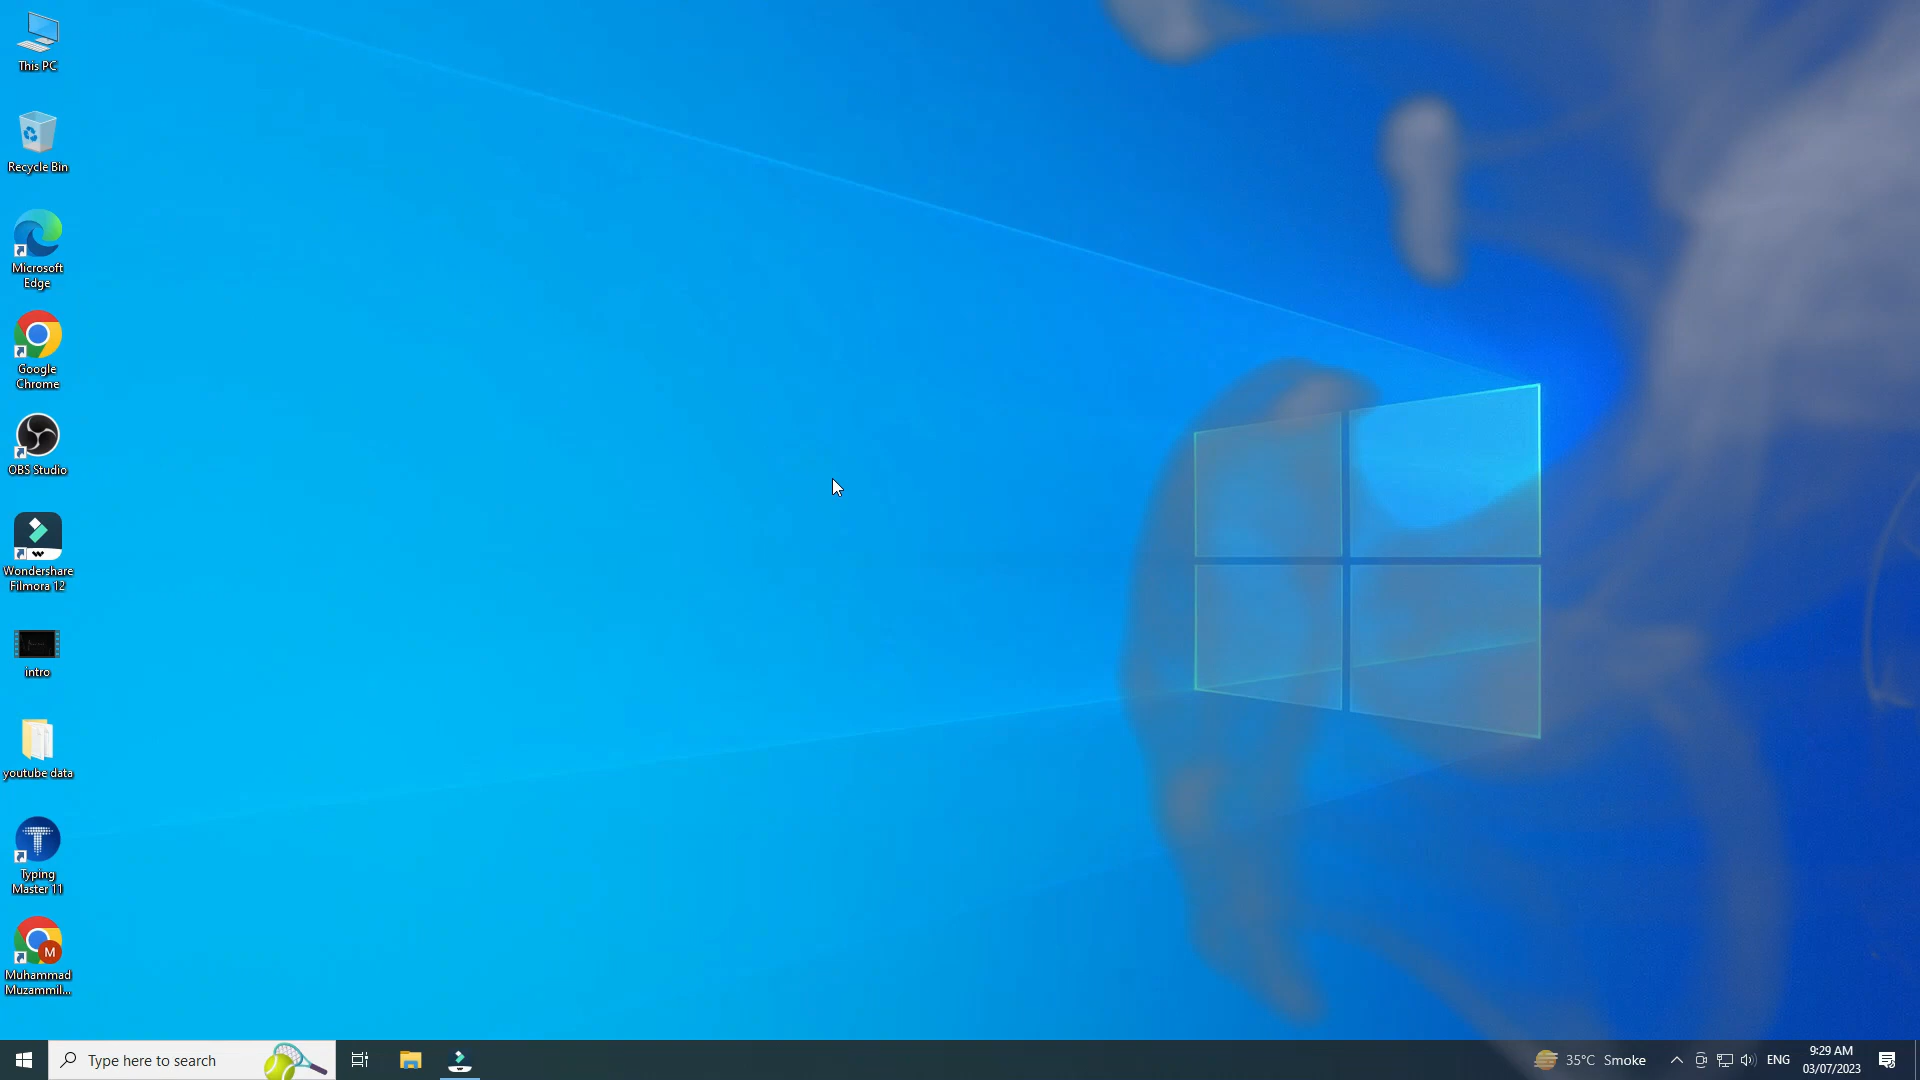 This PC
Recycle Bin
Microsoft
Edge
Google
Chrome
OBS Studio
Wondershare
Filmora 12
intro
youtube data
Typing
Master 11
M
Muhammad
Muzammil...
Type here to search
35°C Smoke
ENG
9:29 AM
03/07/2023